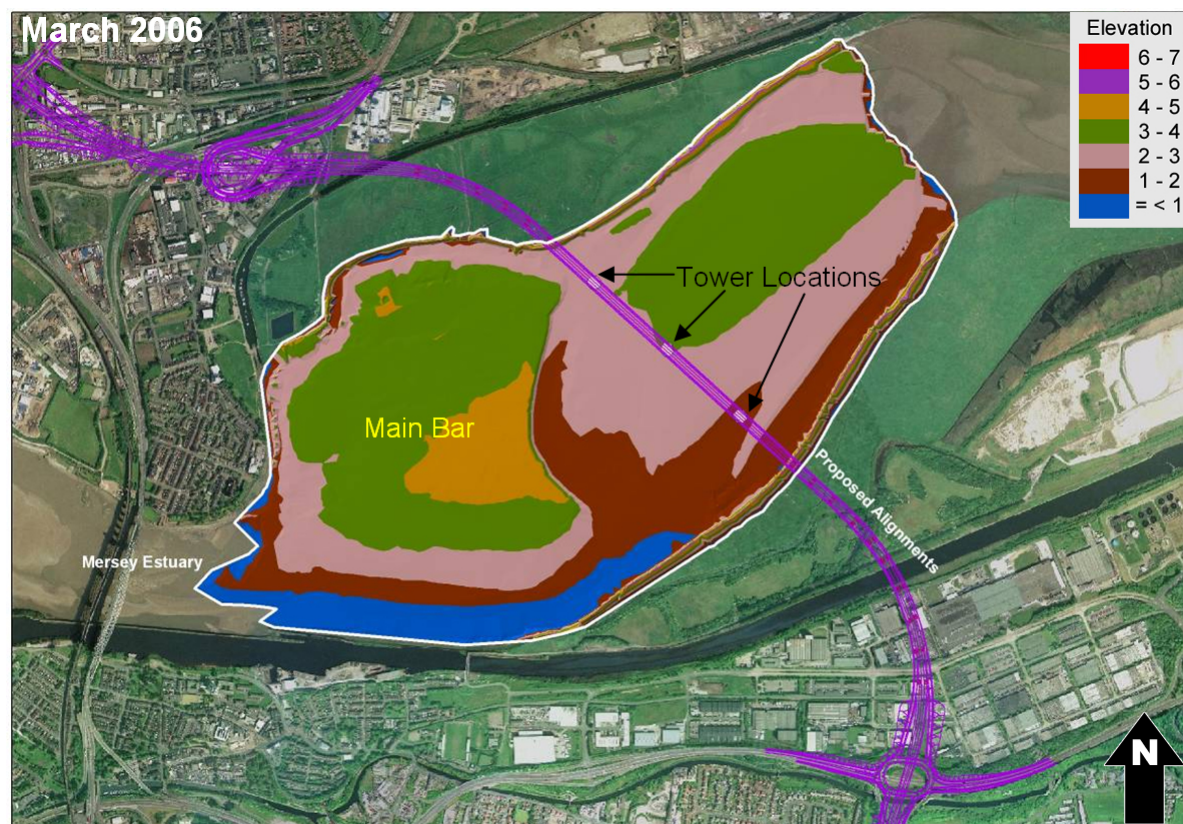 March 2006
Elevation
6 - 7
5 - 6
4 - 5
3 - 4
2 - 3
1 - 2
= < 1
Tower Locations
Main Bar
Proposed Alignments
Mersey Estuary
N